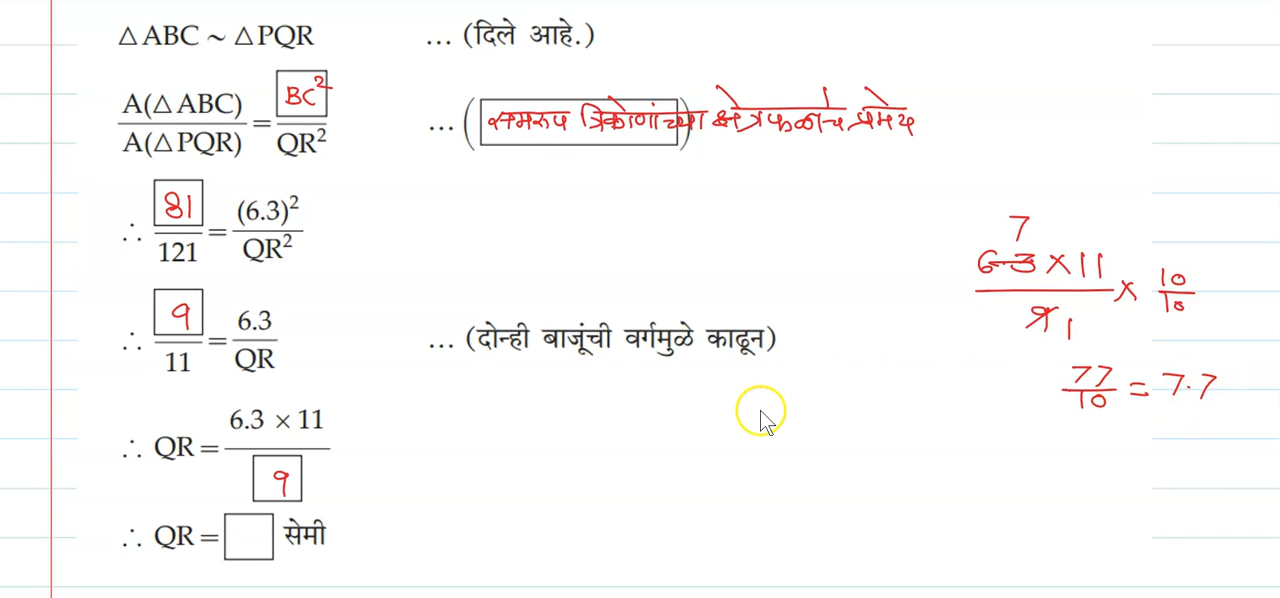 △ABC ~ △PQR ... (दिले आहे.)
A(△ABC) / A(△PQR) = BC² / QR² ... (समरूप त्रिकोणांच्या क्षेत्रफळांचे प्रमेय)
∴ 81 / 121 = (6.3)² / QR²
∴ 9 / 11 = 6.3 / QR ... (दोन्ही बाजूंची वर्गमुळे काढून)
∴ QR = 6.3 × 11 / 9
∴ QR = सेमी
7
63 × 11 / 9 1 × 10 / 10
77 / 10 = 7.7